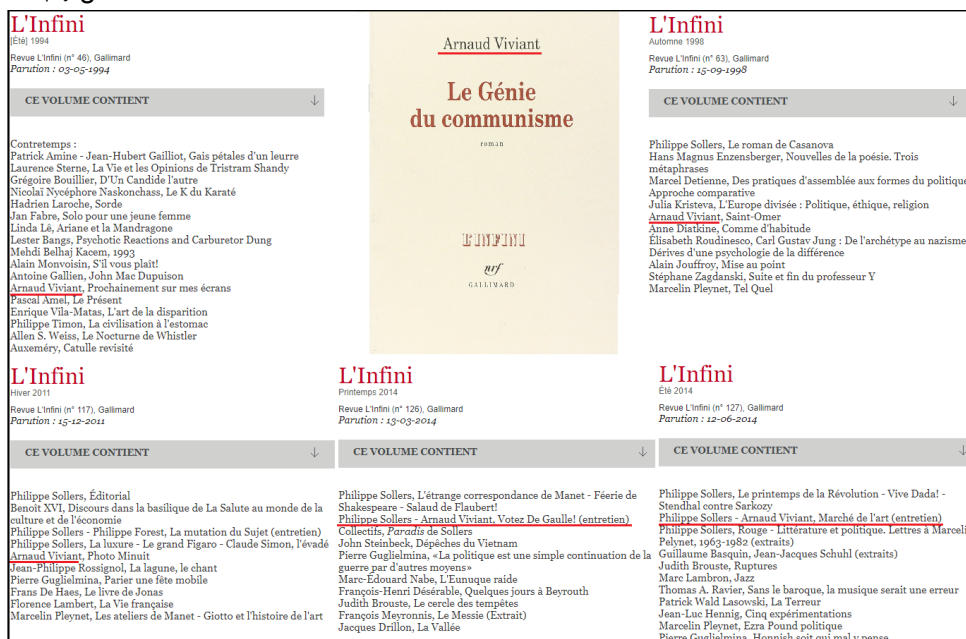 L'Infini
[Été] 1994
Revue L'Infini (n° 46), Gallimard
Parution : 03-05-1994
CE VOLUME CONTIENT
Contretemps :
Patrick Amine - Jean-Hubert Gailliot, Gais pétales d'un leurre
Laurence Sterne, La Vie et les Opinions de Tristram Shandy
Grégoire Bouillier, D'Un Candide l'autre
Nicolaï Nycéphore Naskonchass, Le K du Karaté
Hadrien Laroche, Sorde
Jan Fabre, Solo pour une jeune femme
Linda Lê, Ariane et la Mandragone
Lester Bangs, Psychotic Reactions and Carburetor Dung
Mehdi Belhaj Kacem, 1993
Alain Monvoisin, S'il vous plaît!
Antoine Gallien, John Mac Dupuison
Arnaud Viviant, Prochainement sur mes écrans
Pascal Amel, Le Présent
Enrique Vila-Matas, L'art de la disparition
Philippe Timon, La civilisation à l'estomac
Allen S. Weiss, Le Nocturne de Whistler
Auxeméry, Catulle revisité
Arnaud Viviant
Le Génie
du communisme
roman
L'INFINI
nrf
GALLIMARD
L'Infini
Automne 1998
Revue L'Infini (n° 63), Gallimard
Parution : 15-09-1998
CE VOLUME CONTIENT
Philippe Sollers, Le roman de Casanova
Hans Magnus Enzensberger, Nouvelles de la poésie. Trois
métaphrases
Marcel Detienne, Des pratiques d'assemblée aux formes du politique
Approche comparative
Julia Kristeva, L'Europe divisée : Politique, éthique, religion
Arnaud Viviant, Saint-Omer
Anne Diatkine, Comme d'habitude
Élisabeth Roudinesco, Carl Gustav Jung : De l'archétype au nazisme
Dérives d'une psychologie de la différence
Alain Jouffroy, Mise au point
Stéphane Zagdanski, Suite et fin du professeur Y
Marcelin Pleynet, Tel Quel
L'Infini
Hiver 2011
Revue L'Infini (n° 117), Gallimard
Parution : 15-12-2011
CE VOLUME CONTIENT
Philippe Sollers, Éditorial
Benoît XVI, Discours dans la basilique de La Salute au monde de la
culture et de l'économie
Philippe Sollers - Philippe Forest, La mutation du Sujet (entretien)
Philippe Sollers, La luxure - Le grand Figaro - Claude Simon, l'évadé
Arnaud Viviant, Photo Minuit
Jean-Philippe Rossignol, La lagune, le chant
Pierre Guglielmina, Parier une fête mobile
Frans De Haes, Le livre de Jonas
Florence Lambert, La Vie française
Marcelin Pleynet, Les ateliers de Manet - Giotto et l'histoire de l'art
L'Infini
Printemps 2014
Revue L'Infini (n° 126), Gallimard
Parution : 13-03-2014
CE VOLUME CONTIENT
Philippe Sollers, L'étrange correspondance de Manet - Féerie de
Shakespeare - Salaud de Flaubert!
Philippe Sollers - Arnaud Viviant, Votez De Gaulle! (entretien)
Collectifs, Paradis de Sollers
John Steinbeck, Dépêches du Vietnam
Pierre Guglielmina, «La politique est une simple continuation de la
guerre par d'autres moyens»
Marc-Édouard Nabe, L'Eunuque raide
François-Henri Désérable, Quelques jours à Beyrouth
Judith Brouste, Le cercle des tempêtes
François Meyronnis, Le Messie (Extrait)
Jacques Drillon, La Vallée
L'Infini
Été 2014
Revue L'Infini (n° 127), Gallimard
Parution : 12-06-2014
CE VOLUME CONTIENT
Philippe Sollers, Le printemps de la Révolution - Vive Dada! -
Stendhal contre Sarkozy
Philippe Sollers - Arnaud Viviant, Marché de l'art (entretien)
Philippe Sollers, Rouge - Littérature et politique. Lettres à Marceli
Pelynet, 1963-1982 (extraits)
Guillaume Basquin, Jean-Jacques Schuhl (extraits)
Judith Brouste, Ruptures
Marc Lambron, Jazz
Thomas A. Ravier, Sans le baroque, la musique serait une erreur
Patrick Wald Lasowski, La Terreur
Jean-Luc Hennig, Cinq expérimentations
Marcelin Pleynet, Ezra Pound politique
Pierre Guglielmina, Honnish soit qui mal y pense